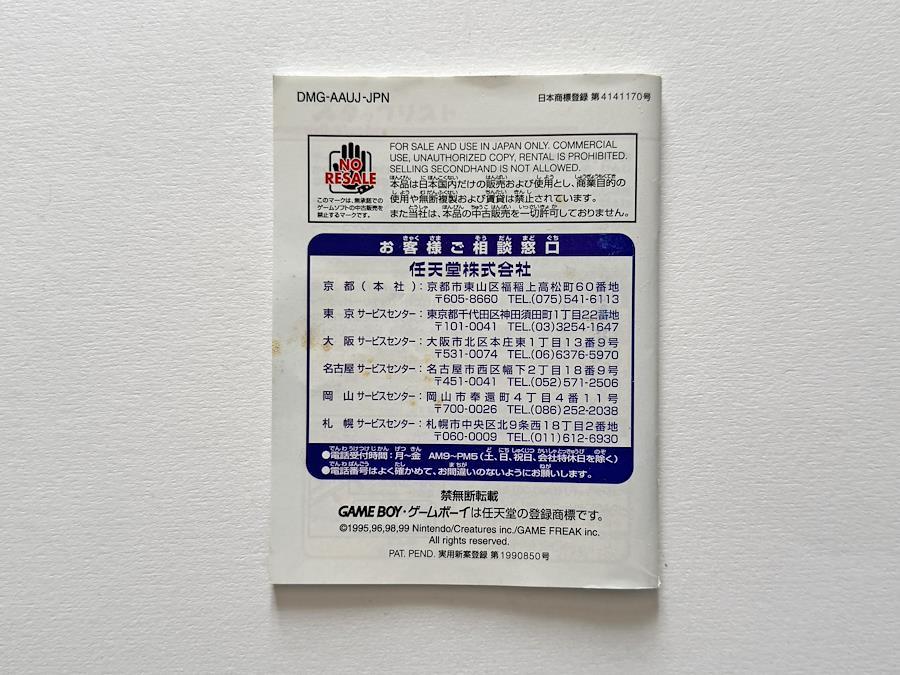 DMG-AAUJ-JPN
日本商標登録 第4141170号
NO
RESALE
このマークは、無承諾での
ゲームソフトの中古販売を
禁止するマークです。
FOR SALE AND USE IN JAPAN ONLY. COMMERCIAL
USE, UNAUTHORIZED COPY, RENTAL IS PROHIBITED.
SELLING SECONDHAND IS NOT ALLOWED.
本品は日本国内だけの販売および使用とし、商業目的の
使用や無断複製および賃貸は禁止されています。
また当社は、本品の中古販売を一切許可しておりません。
お客様ご相談窓口
任天堂株式会社
京都(本社):京都市東山区福稲上高松町60番地
〒605-8660 TEL.(075)541-6113
東京サービスセンター:東京都千代田区神田須田町1丁目22番地
〒101-0041 TEL.(03)3254-1647
大阪サービスセンター:大阪市北区本庄東1丁目13番9号
〒531-0074 TEL.(06)6376-5970
名古屋サービスセンター:名古屋市西区幅下2丁目18番9号
〒451-0041 TEL.(052)571-2506
岡山サービスセンター:岡山市奉還町4丁目4番11号
〒700-0026 TEL.(086)252-2038
札幌サービスセンター:札幌市中央区北9条西18丁目2番地
〒060-0009 TEL.(011)612-6930
●電話受付時間:月~金 AM9~PM5(土、日、祝日、会社特休日を除く)
●電話番号はよく確かめて、お間違いのないようにお願いします。
禁無断転載
GAME BOY・ゲームボーイは任天堂の登録商標です。
©1995,96,98,99 Nintendo/Creatures inc./GAME FREAK inc.
All rights reserved.
PAT. PEND. 実用新案登録 第1990850号